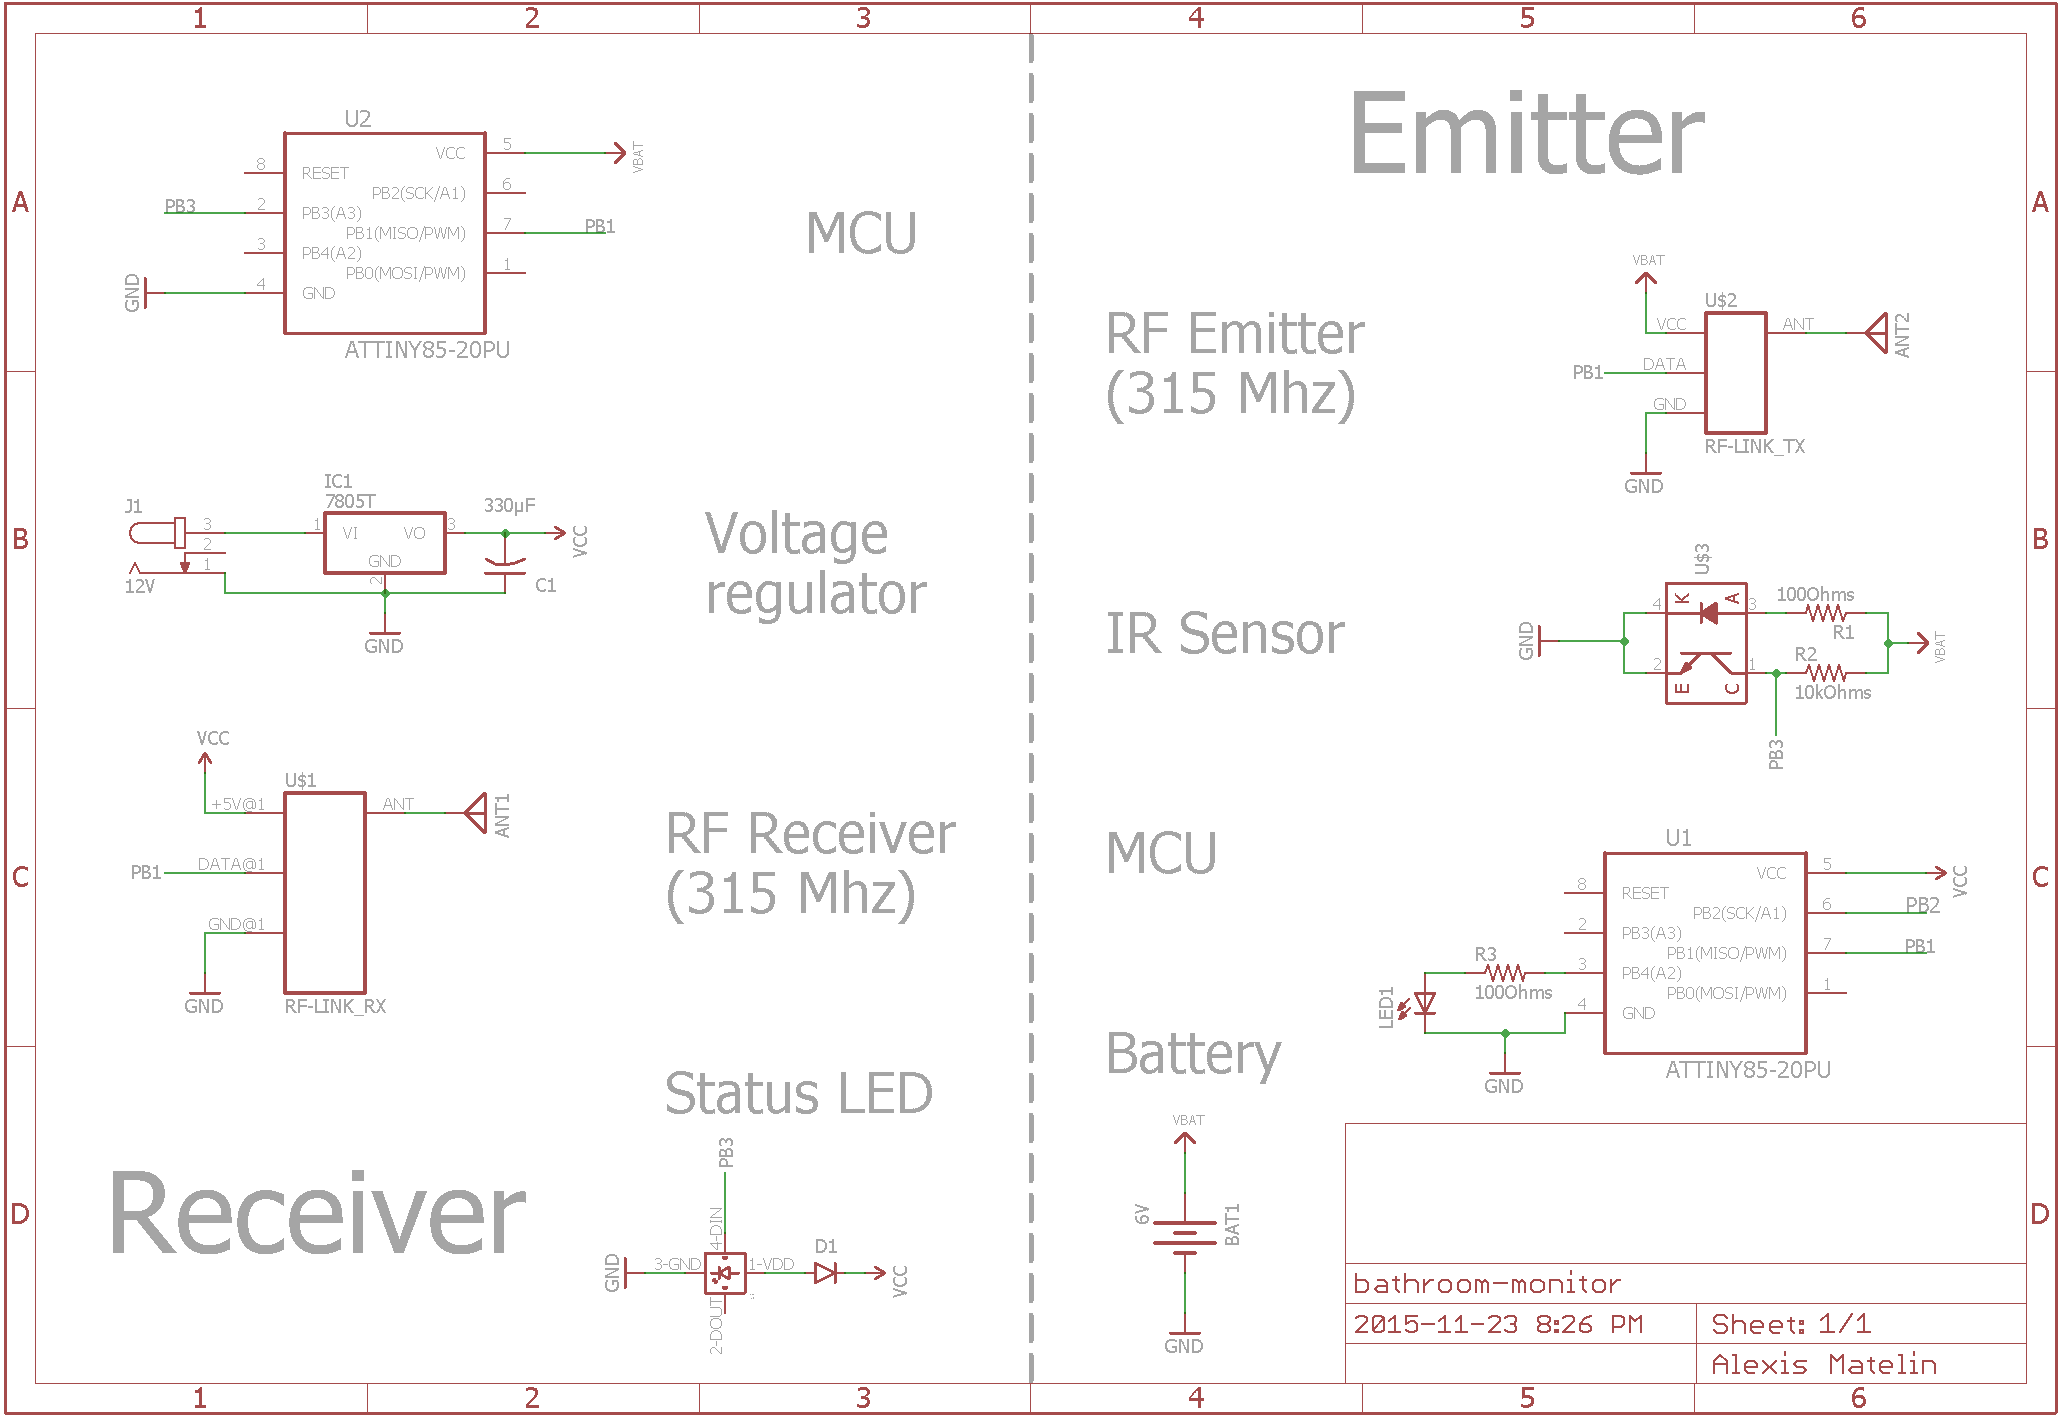 1 2 3 4 5 6
A
A
B
B
C
C
D
D
U2
8 RESET
PB3 2 PB3(A3)
3 PB4(A2)
GND 4 GND
VCC 5 VBAT
PB2(SCK/A1) 6
PB1(MISO/PWM) 7 PB1
PB0(MOSI/PWM) 1
ATTINY85-20PU
MCU
J1
12V
3
2
1
IC1
7805T
1 VI VO 3
GND
2
GND
330µF
C1
VCC
Voltage
regulator
VCC
U$1
+5V@1
PB1 DATA@1
GND@1
GND
ANT
ANT1
RF-LINK_RX
RF Receiver
(315 Mhz)
Status LED
PB3
4-DIN
GND 3-GND 1-VDD D1 VCC
2-DOUT
Receiver
Emitter
RF Emitter
(315 Mhz)
VBAT
U$2
VCC
PB1 DATA
GND
GND
ANT
ANT2
RF-LINK_TX
IR Sensor
GND
U$3
4 K A 3
2 E C 1
100Ohms
R1
R2
10kOhms
VBAT
PB3
MCU
U1
8 RESET
2 PB3(A3)
3 PB4(A2)
4 GND
VCC 5 VCC
PB2(SCK/A1) 6 PB2
PB1(MISO/PWM) 7 PB1
PB0(MOSI/PWM) 1
ATTINY85-20PU
R3
100Ohms
LED1
GND
Battery
VBAT
6V
BAT1
GND
bathroom-monitor
2015-11-23 8:26 PM
Sheet: 1/1
Alexis Matelin
1 2 3 4 5 6